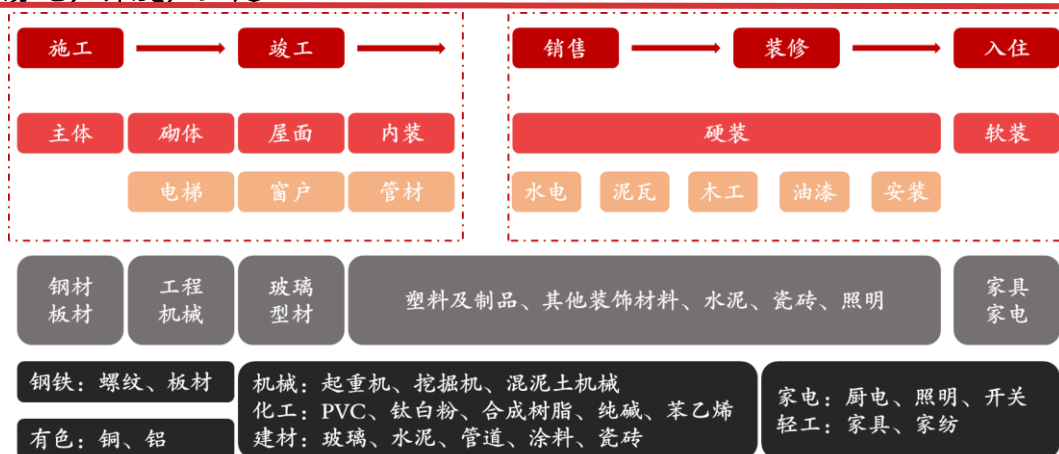 施工 竣工 销售 装修 入住
主体 砌体 屋面 内装 硬装 软装
电梯 窗户 管材 水电 泥瓦 木工 油漆 安装
钢材 工程 玻璃 家具
板材 机械 型材 塑料及制品、其他装饰材料、水泥、瓷砖、照明 家电
钢铁：螺纹、板材
有色：铜、铝
机械：起重机、挖掘机、混泥土机械
化工：PVC、钛白粉、合成树脂、纯碱、苯乙烯
建材：玻璃、水泥、管道、涂料、瓷砖
家电：厨电、照明、开关
轻工：家具、家纺